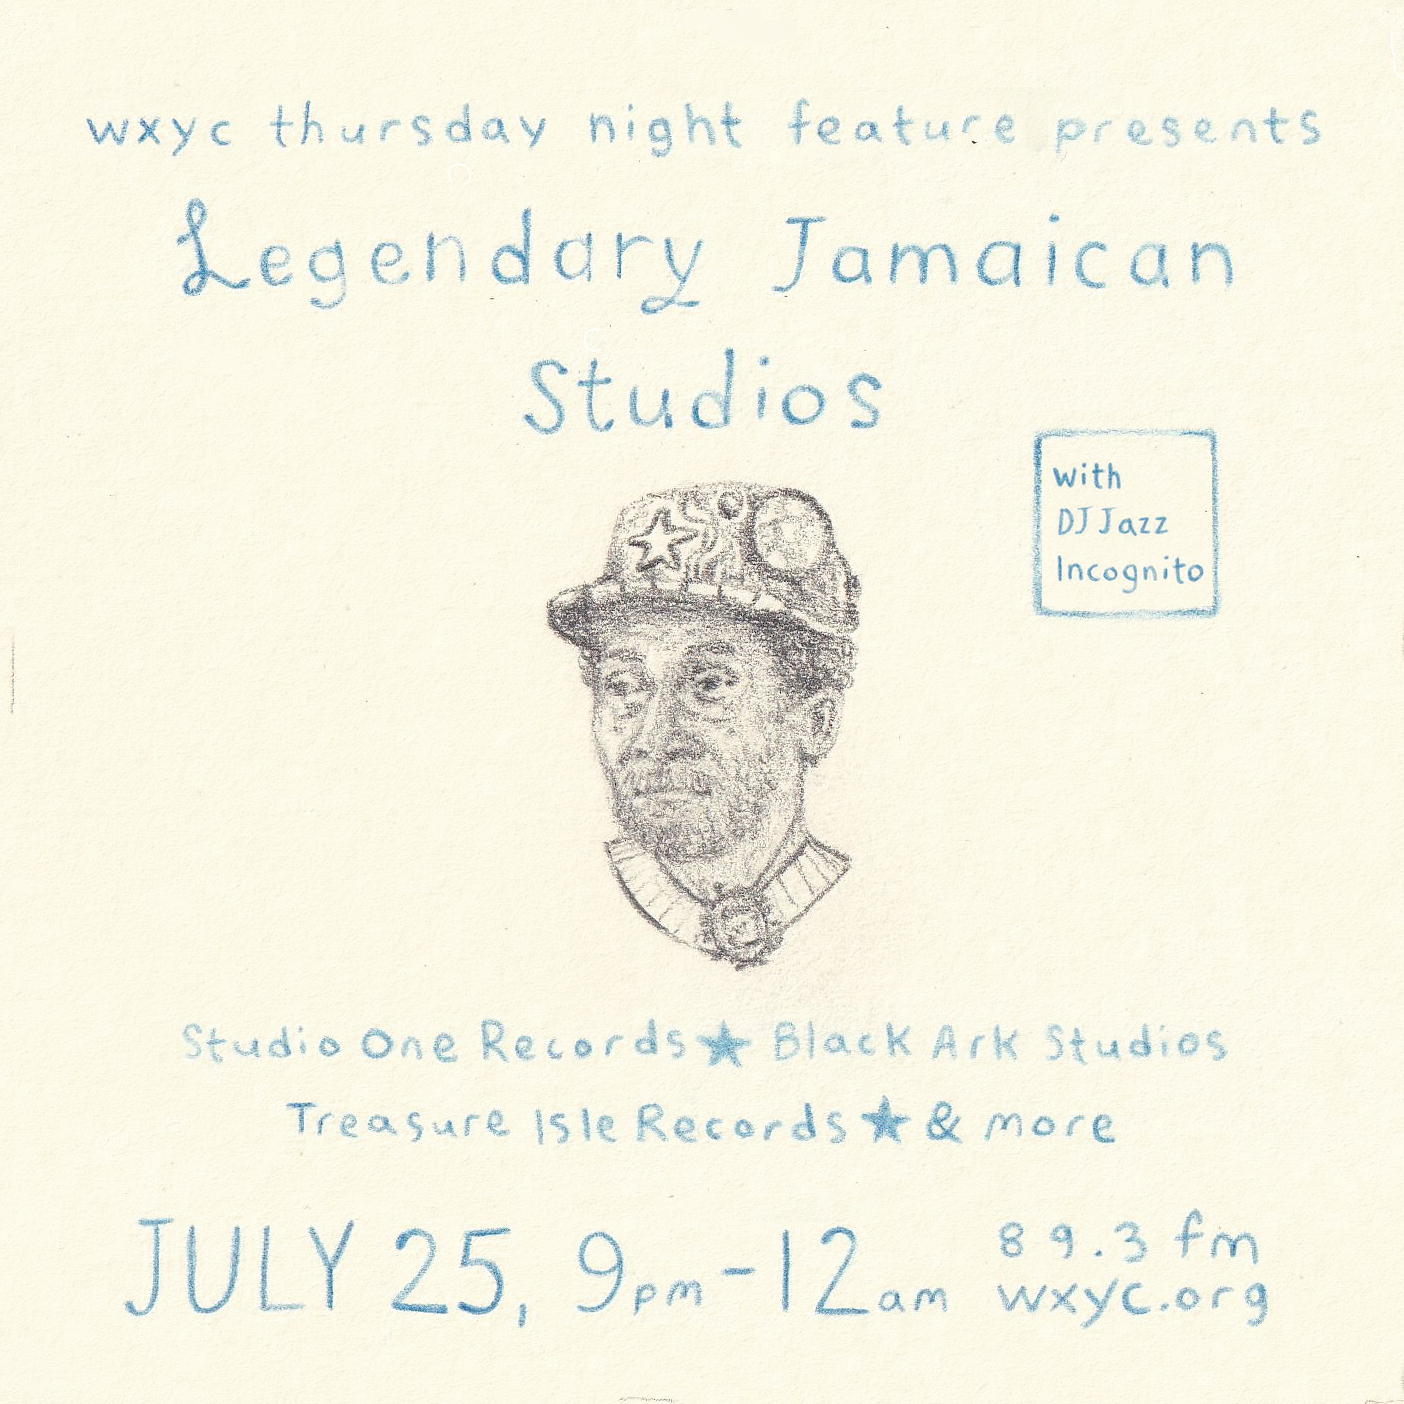 wxyc thursday night feature presents
Legendary Jamaican
Studios
with
DJ Jazz
Incognito
Studio One Records★Black Ark Studios
Treasure Isle Records★& more
JULY 25, 9pm-12am
89.3 fm
wxyc.org